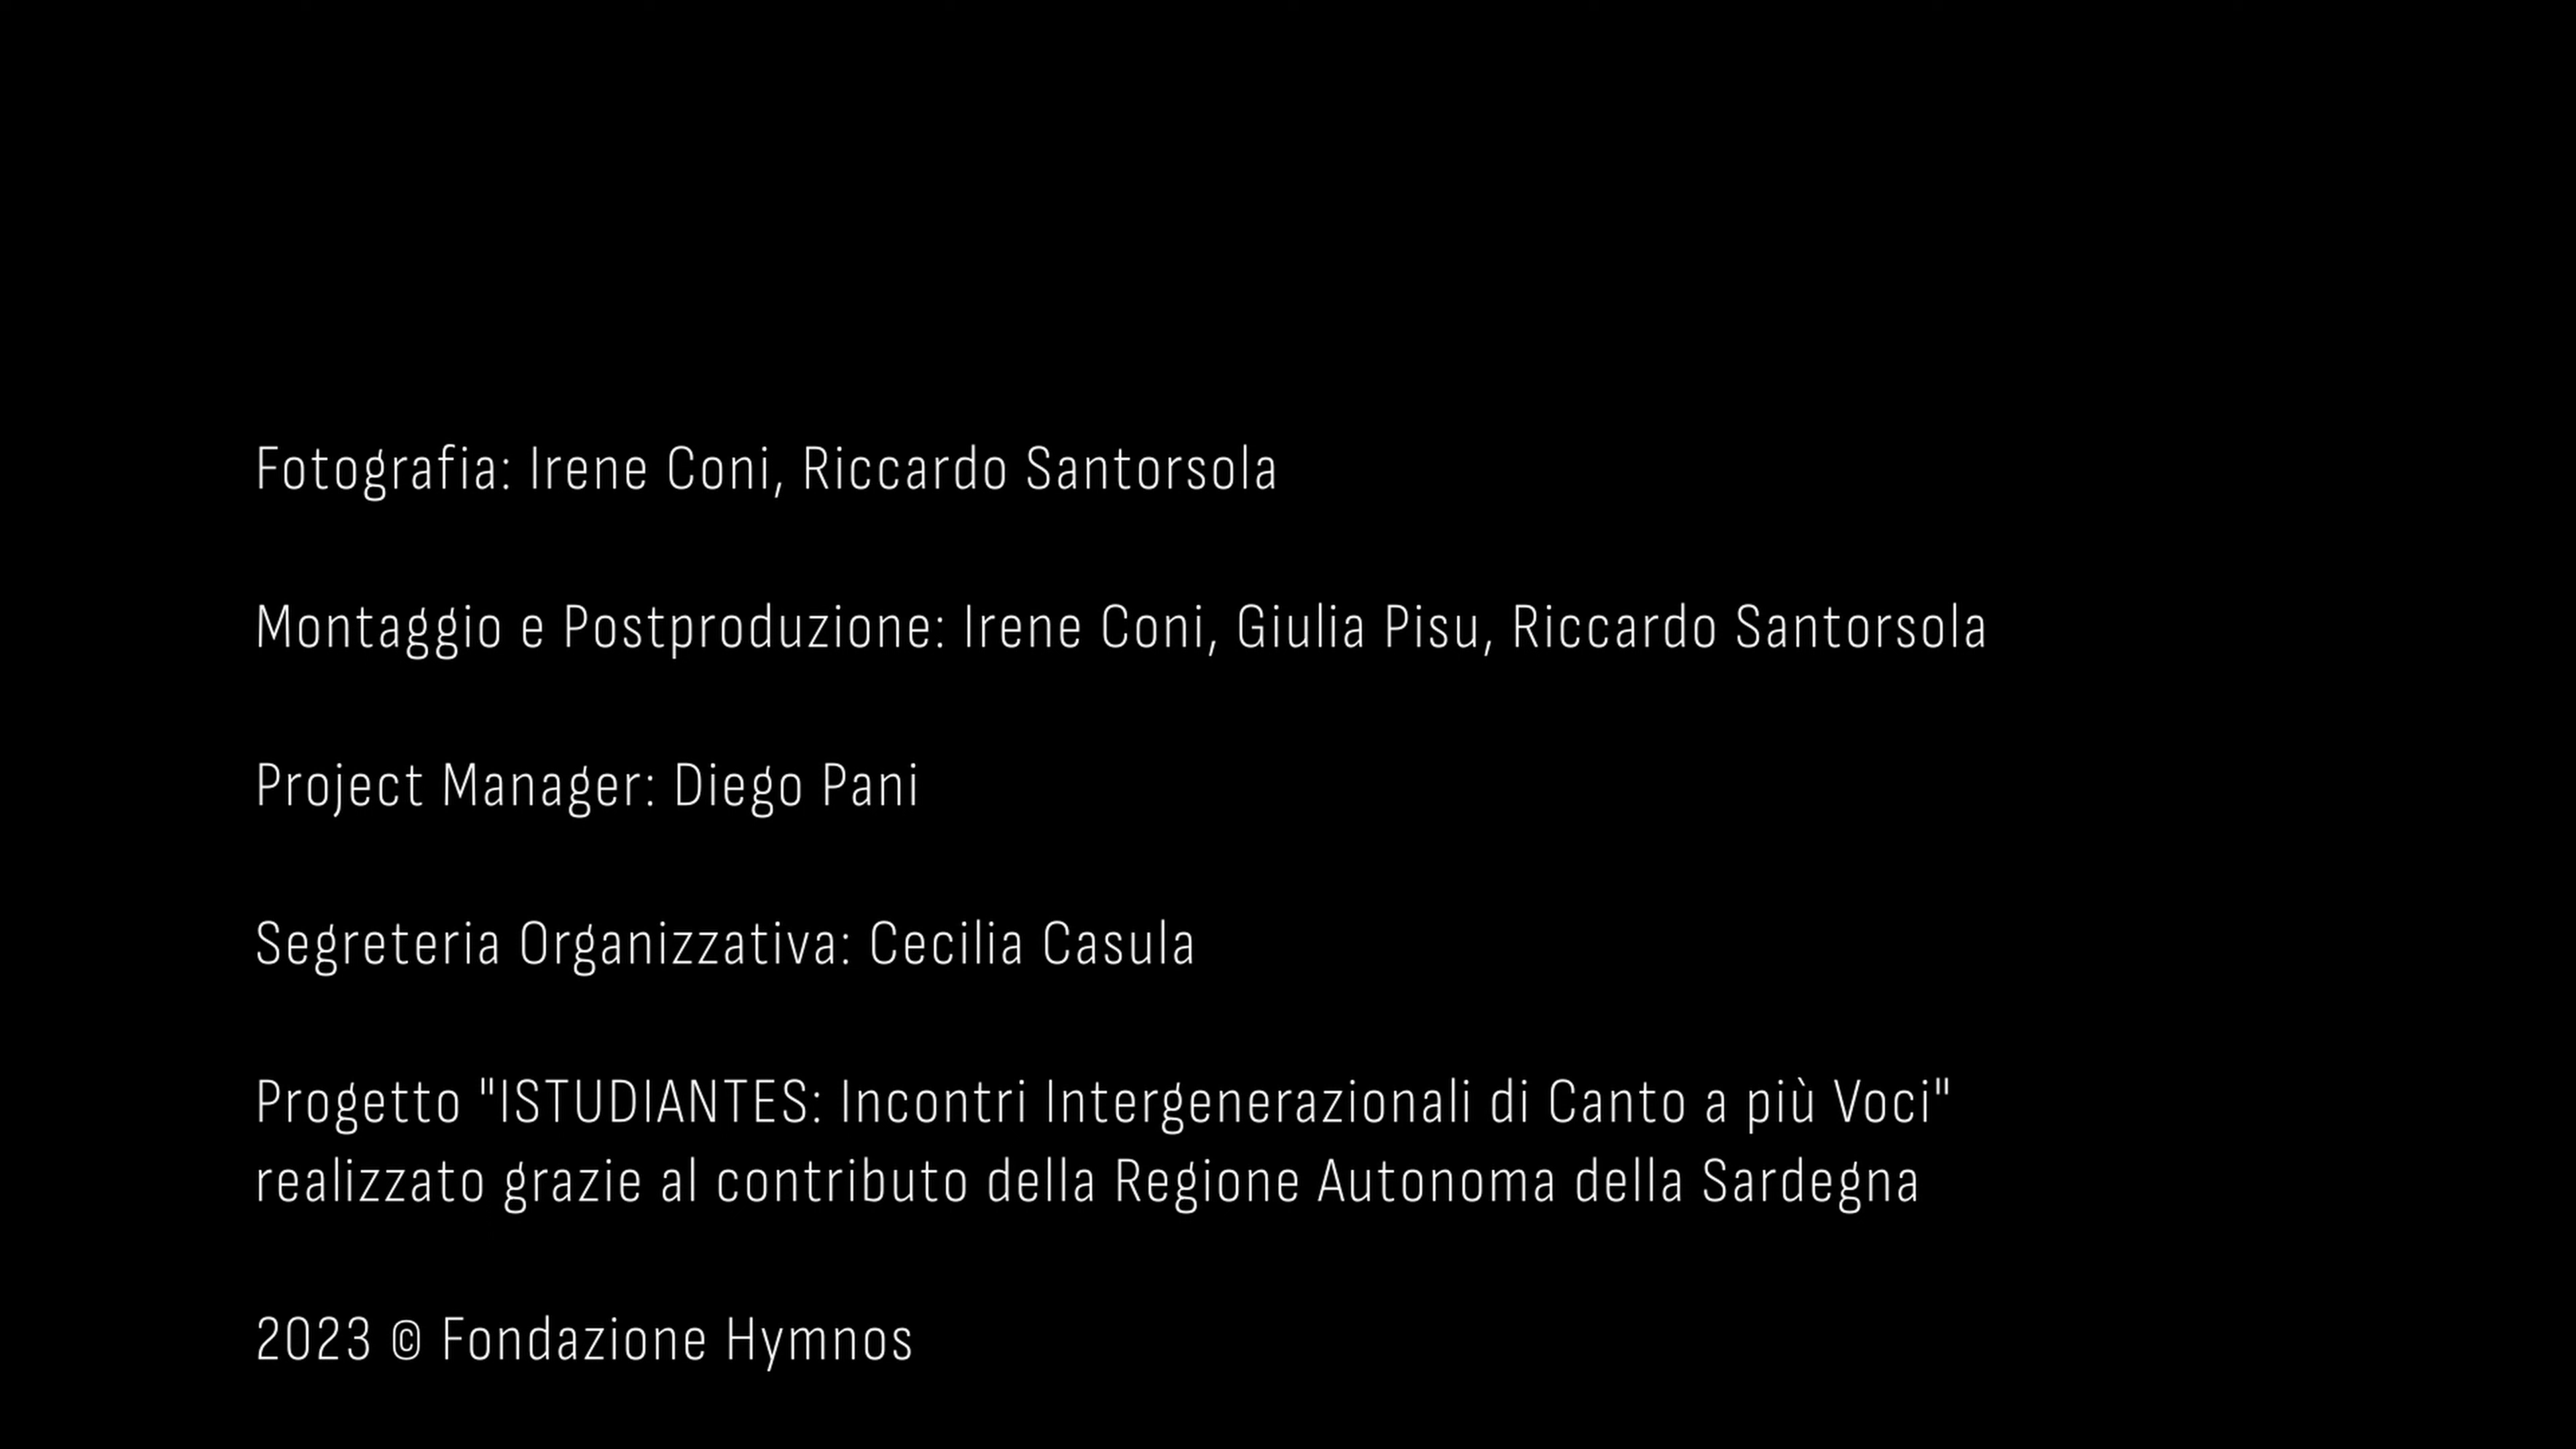 Fotografia: Irene Coni, Riccardo Santorsola
Montaggio e Postproduzione: Irene Coni, Giulia Pisu, Riccardo Santorsola
Project Manager: Diego Pani
Segreteria Organizzativa: Cecilia Casula
Progetto "ISTUDIANTES: Incontri Intergenerazionali di Canto a più Voci"
realizzato grazie al contributo della Regione Autonoma della Sardegna
2023 © Fondazione Hymnos